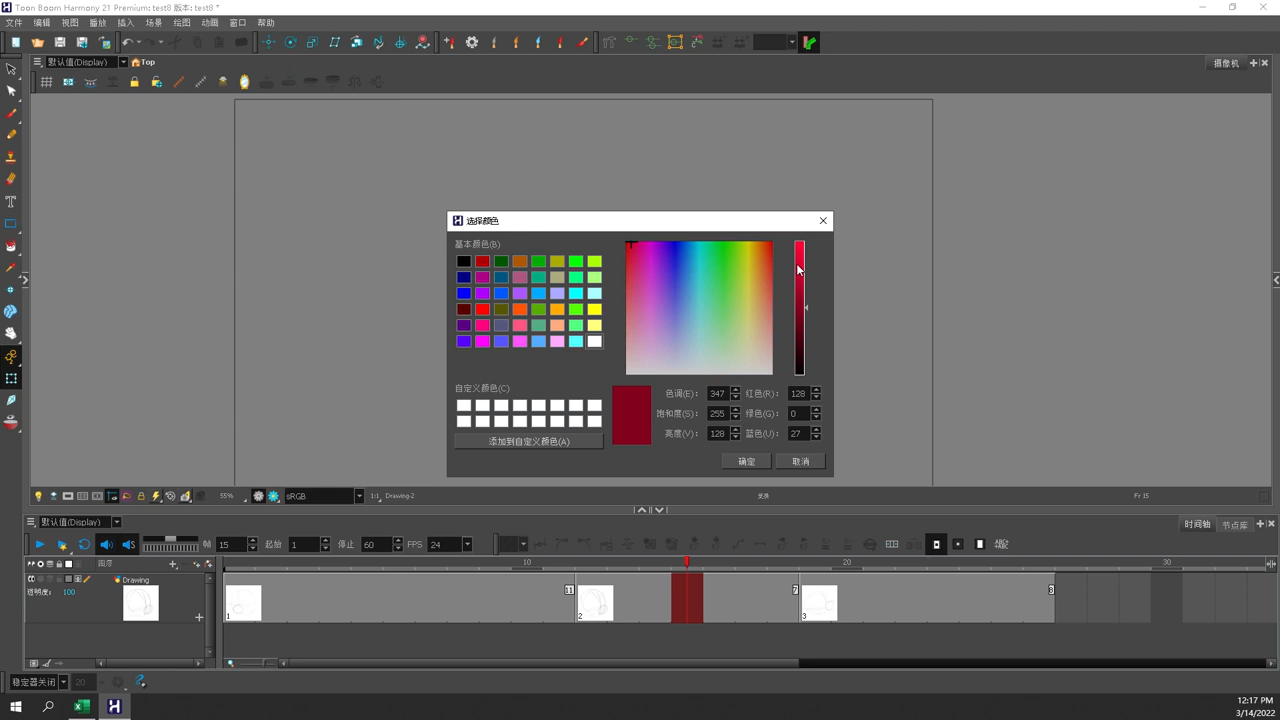 Toon Boom Harmony 21 Premium: test8 版本: test8 *
文件 编辑 视图 播放 插入 场景 绘图 动画 窗口 帮助
默认值(Display) Top 摄像机
选择颜色
基本颜色(B)
自定义颜色(C)
添加到自定义颜色(A)
色调(E): 347 红色(R): 128
饱和度(S): 255 绿色(G): 0
亮度(V): 128 蓝色(U): 27
确定 取消
55% sRGB 1:1 Drawing-2 变换 Fr 15
默认值(Display) 时间轴 节点库
帧 15 起始 1 停止 60 FPS 24 ABC
图层 10 20 30
Drawing
透明度: 100
11 7 8
1 2 3
稳定器关闭 20
12:17 PM
3/14/2022